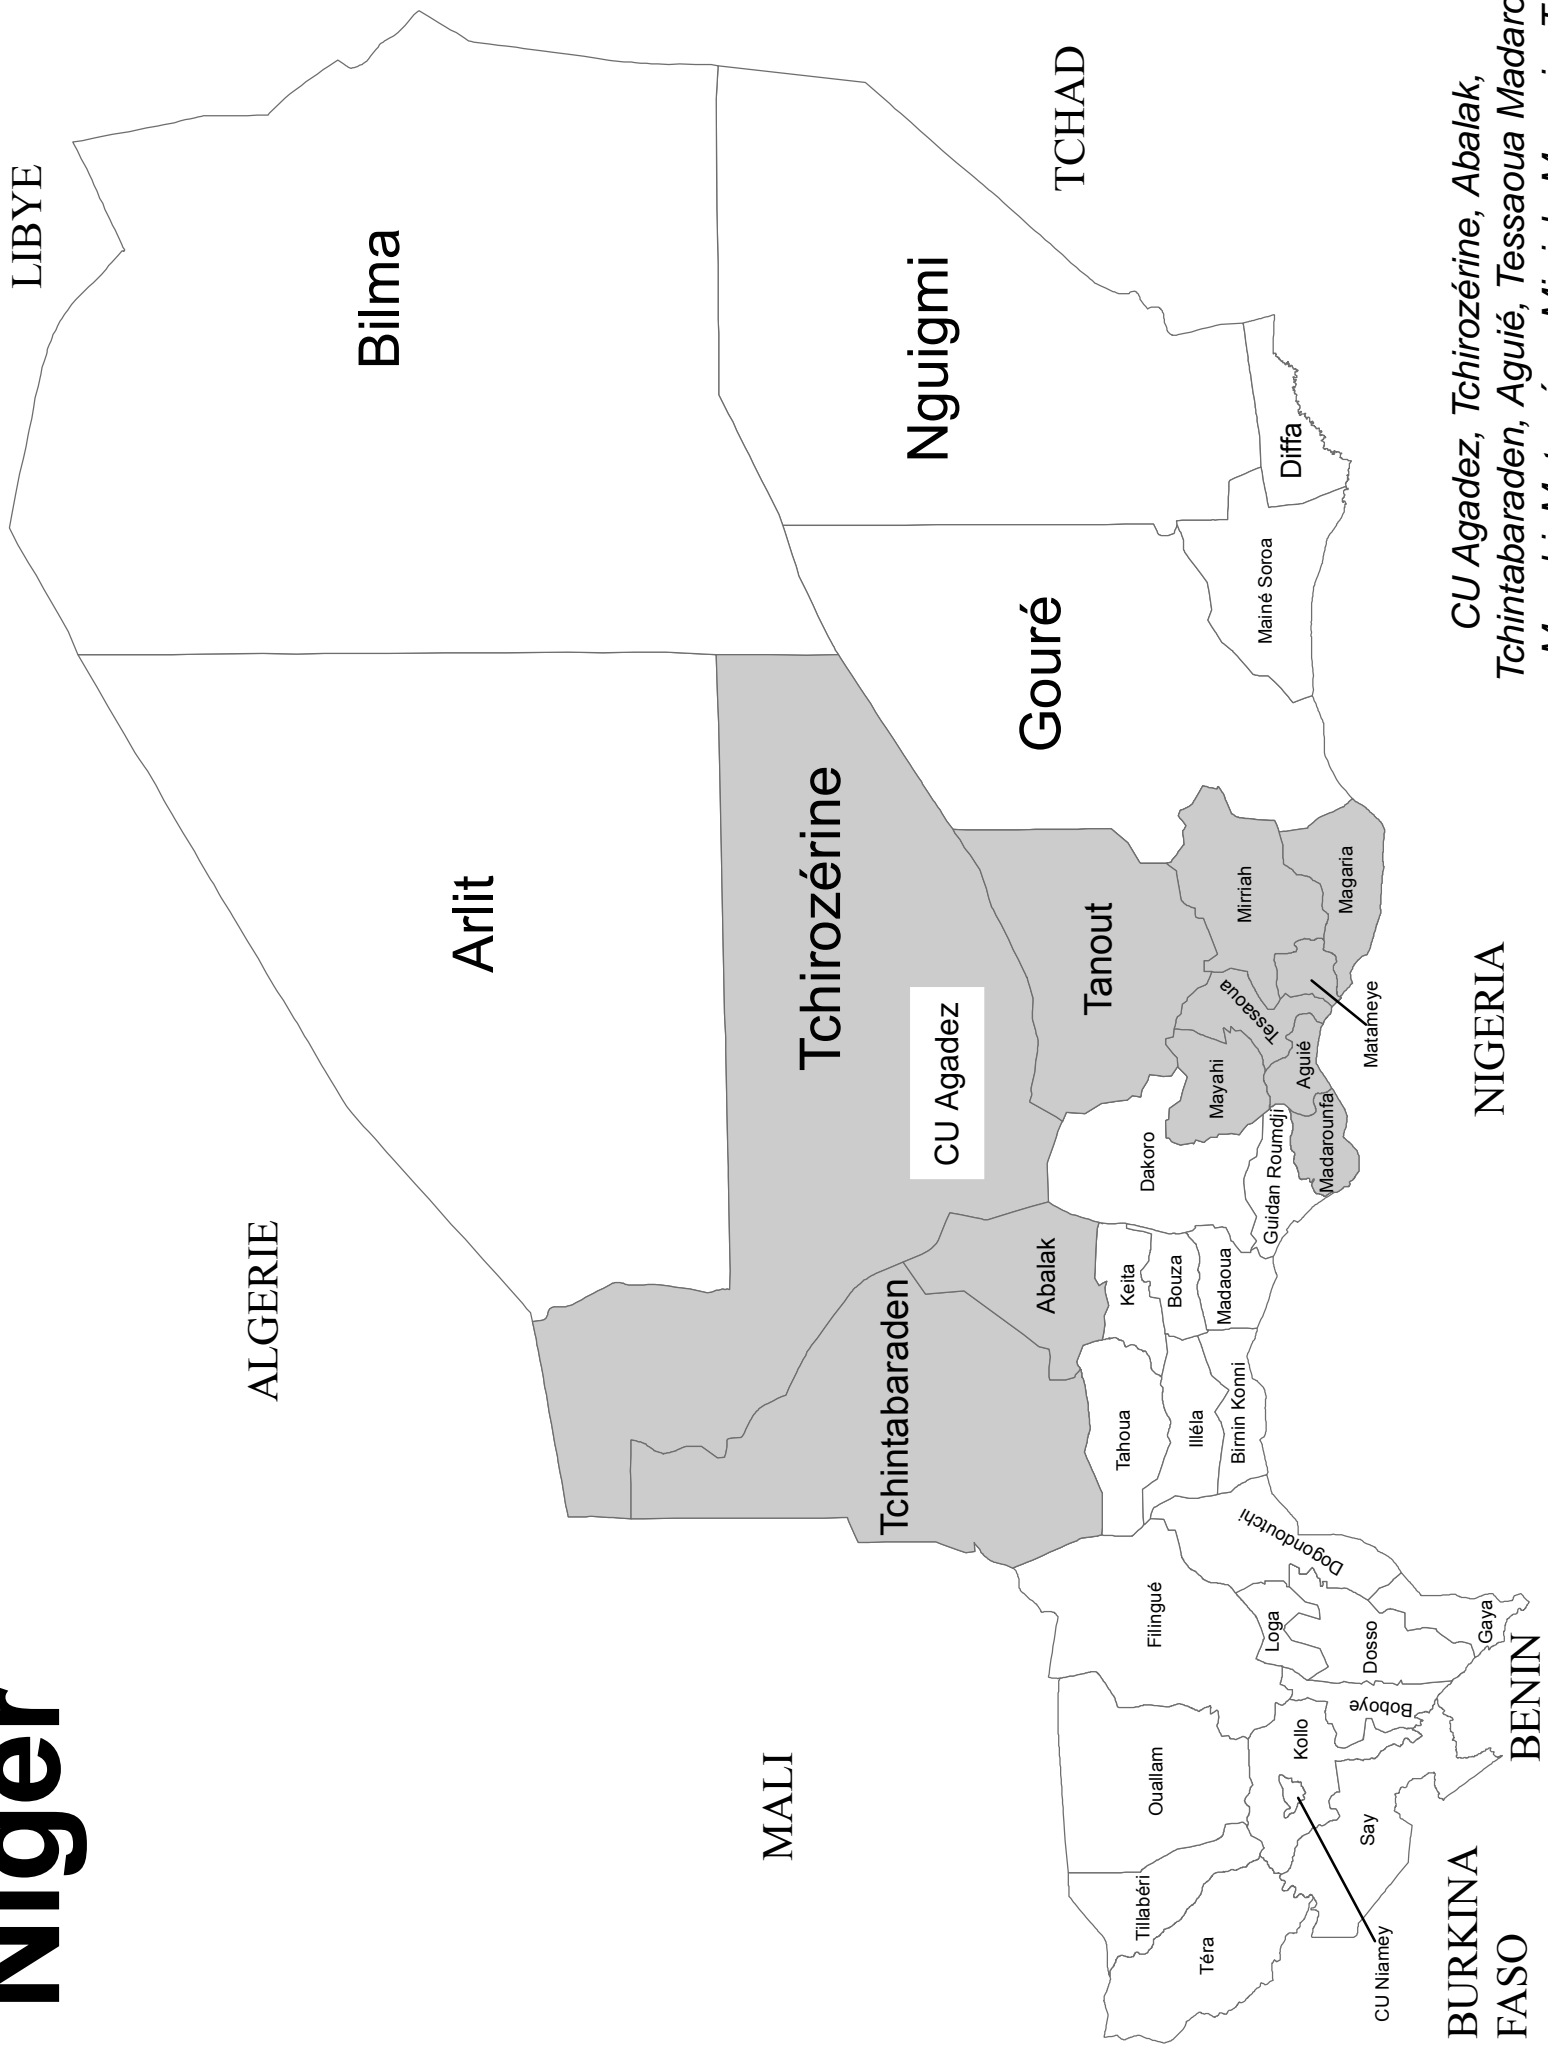 Niger
LIBYE
ALGERIE
MALI
TCHAD
NIGERIA
BENIN
BURKINA
FASO
Bilma
Arlit
Nguigmi
Tchirozérine
CU Agadez
Tchintabaraden
Abalak
Gouré
Tanout
Diffa
Mainé Soroa
Mirriah
Magaria
Matameye
Tessaoua
Aguié
Mayahi
Madarounfa
Guidan Roumdji
Dakoro
Keita
Bouza
Madaoua
Tahoua
Illéla
Birnin Konni
Dogondoutchi
Filingué
Loga
Dosso
Gaya
Boboye
Kollo
Ouallam
Say
CU Niamey
Tillabéri
Téra
CU Agadez, Tchirozérine, Abalak,
Tchintabaraden, Aguié, Tessaoua